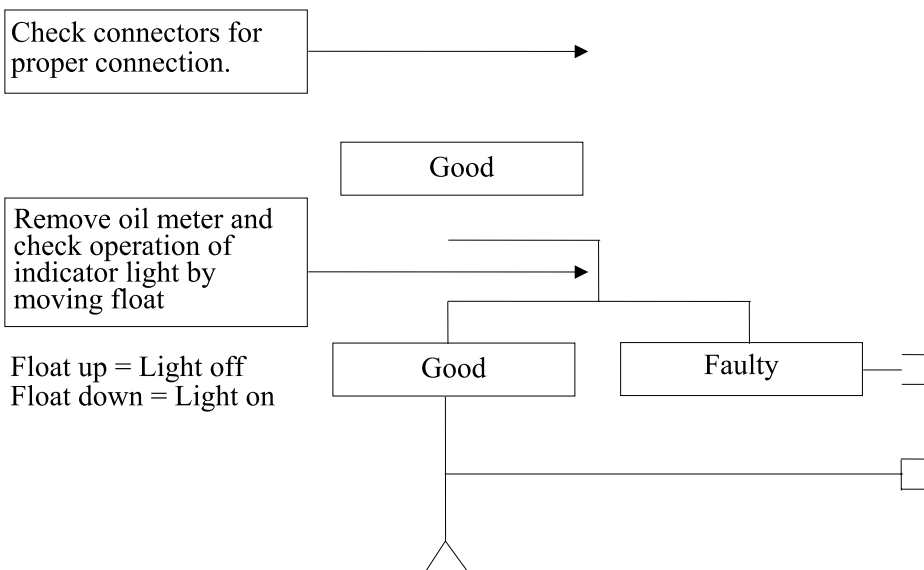 Check connectors for
proper connection.
Good
Remove oil meter and
check operation of
indicator light by
moving float
Float up = Light off
Float down = Light on
Good
Faulty